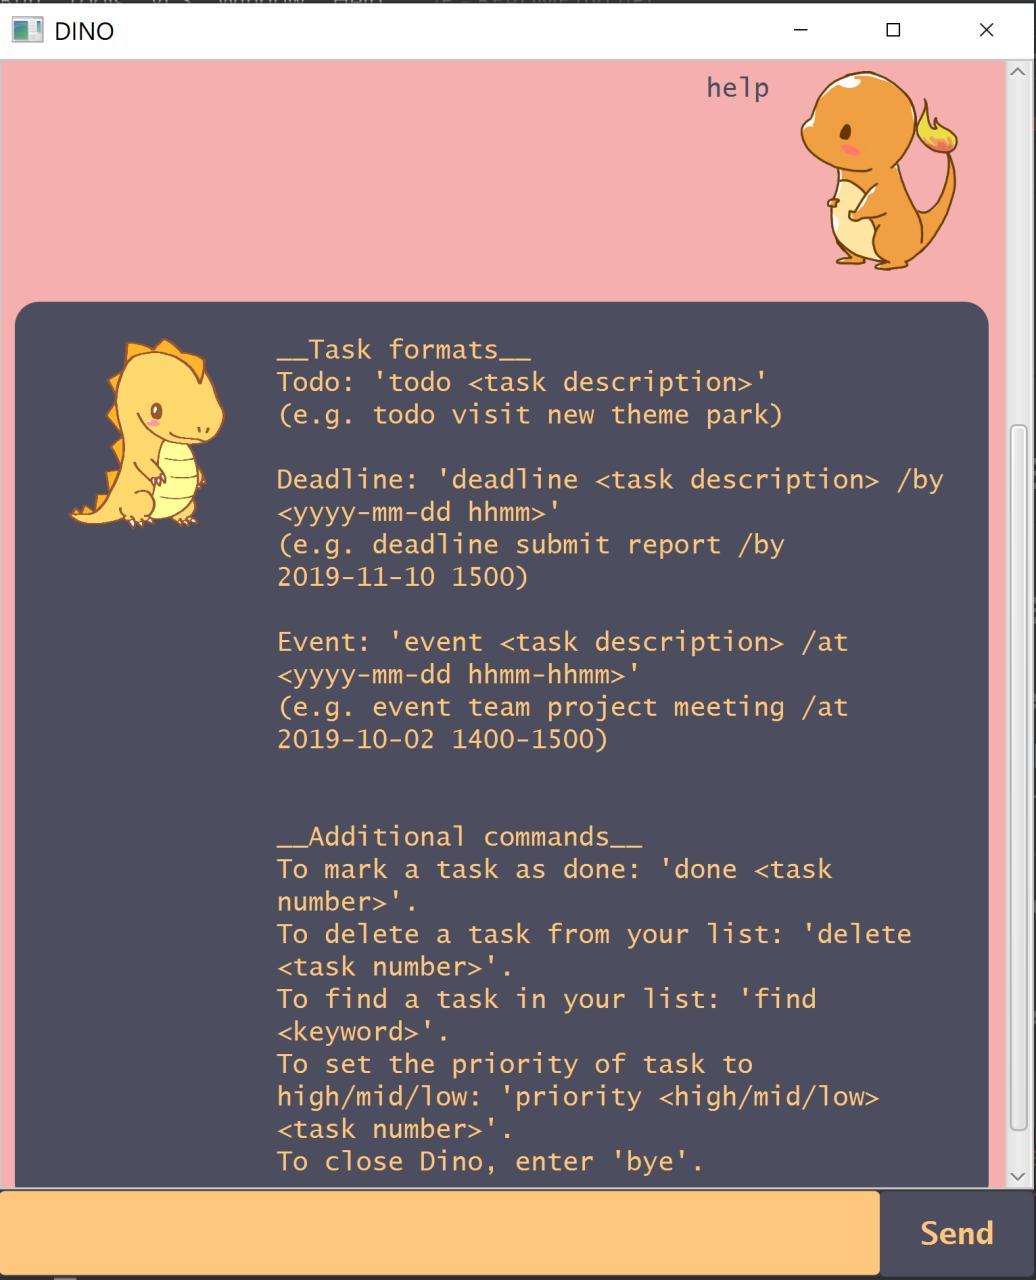 DINO
help
__Task formats__
Todo: 'todo <task description>'
(e.g. todo visit new theme park)
Deadline: 'deadline <task description> /by
<yyyy-mm-dd hhmm>'
(e.g. deadline submit report /by
2019-11-10 1500)
Event: 'event <task description> /at
<yyyy-mm-dd hhmm-hhmm>'
(e.g. event team project meeting /at
2019-10-02 1400-1500)
__Additional commands__
To mark a task as done: 'done <task
number>'.
To delete a task from your list: 'delete
<task number>'.
To find a task in your list: 'find
<keyword>'.
To set the priority of task to
high/mid/low: 'priority <high/mid/low>
<task number>'.
To close Dino, enter 'bye'.
Send